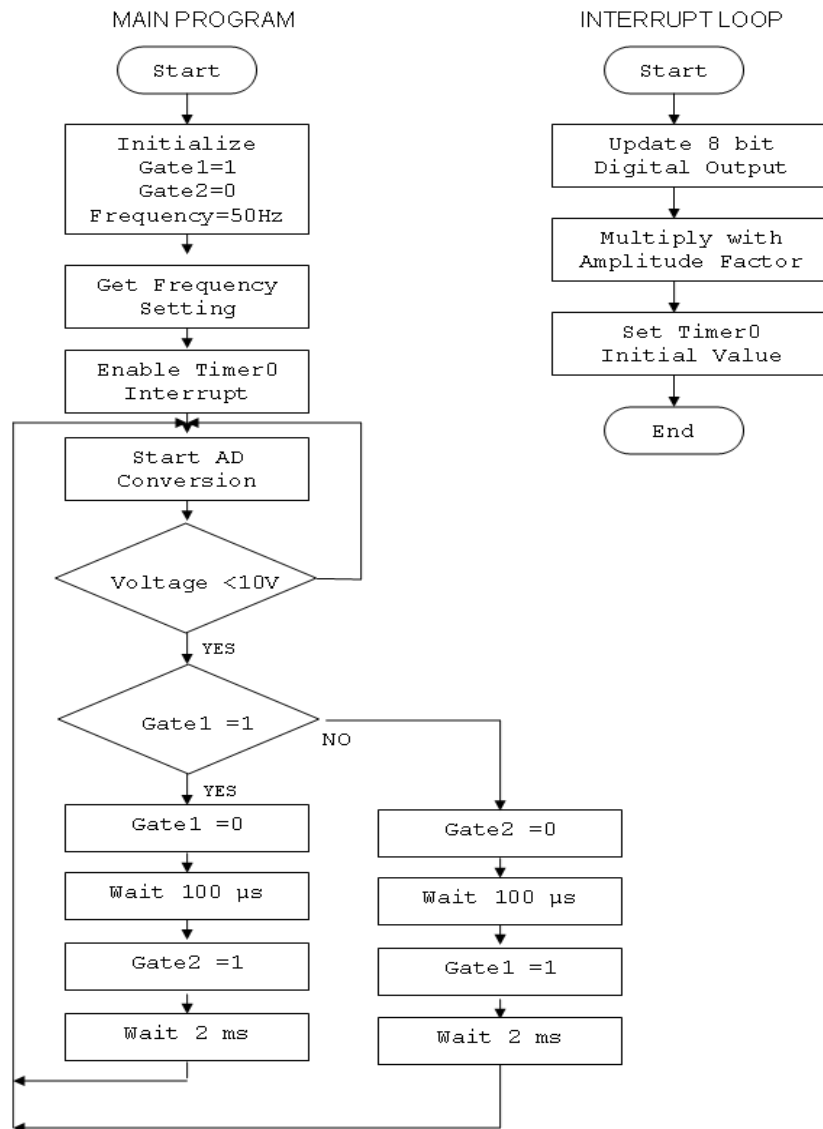 MAIN PROGRAM
Start
Initialize
Gate1=1
Gate2=0
Frequency=50Hz
Get Frequency
Setting
Enable Timer0
Interrupt
Start AD
Conversion
Voltage <10V
YES
Gate1 =1
NO
YES
Gate1 =0
Wait 100 µs
Gate2 =1
Wait 2 ms
Gate2 =0
Wait 100 µs
Gate1 =1
Wait 2 ms
INTERRUPT LOOP
Start
Update 8 bit
Digital Output
Multiply with
Amplitude Factor
Set Timer0
Initial Value
End